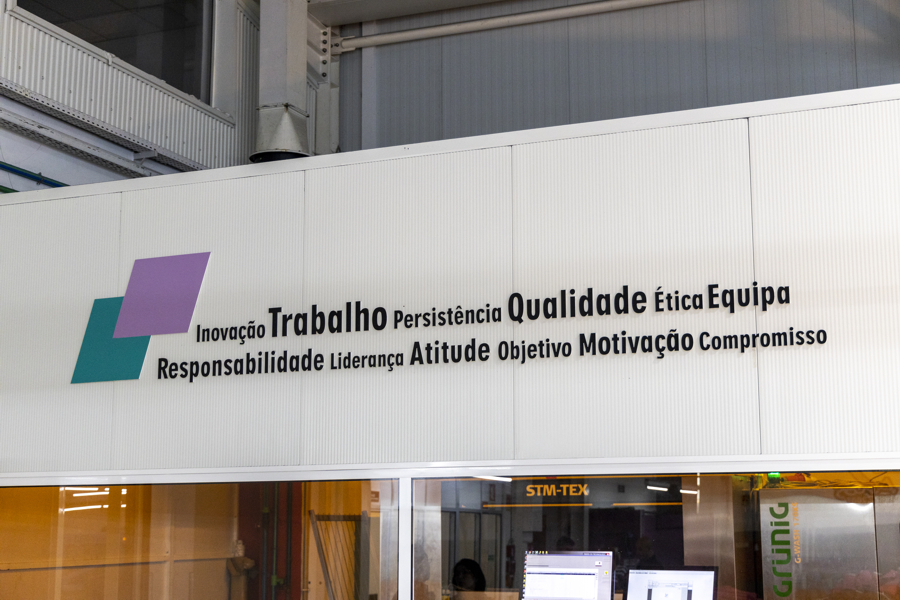 Inovação Trabalho Persistência Qualidade Ética Equipa
Responsabilidade Liderança Atitude Objetivo Motivação Compromisso
STM-TEX
Grünig